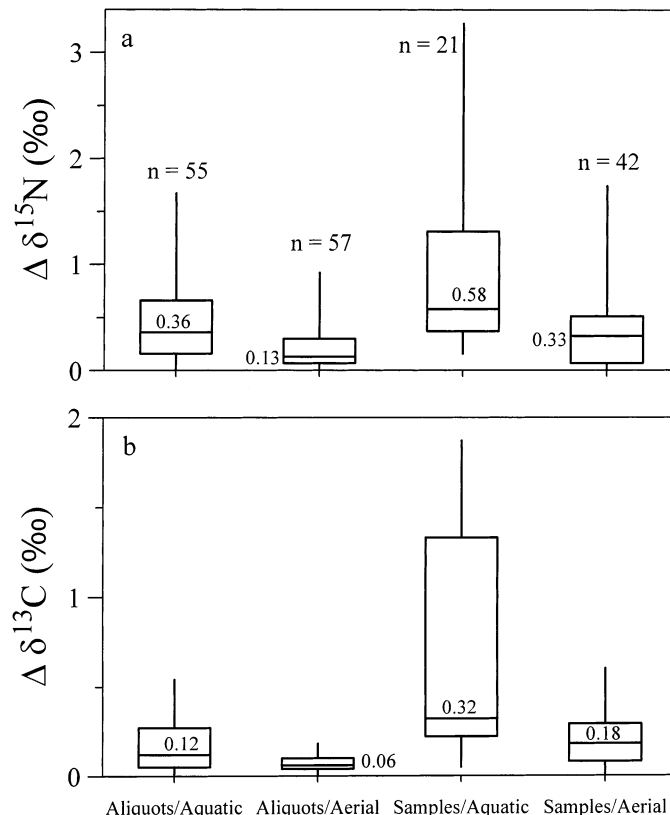 a
n = 21
3
n = 55
n = 42
2
n = 57
Δ δ15N (‰)
1
0.36
0.58
0.13
0.33
0
2
b
Δ δ13C (‰)
1
0.32
0.12
0.18
0.06
0
Aliquots/Aquatic Aliquots/Aerial Samples/Aquatic Samples/Aerial